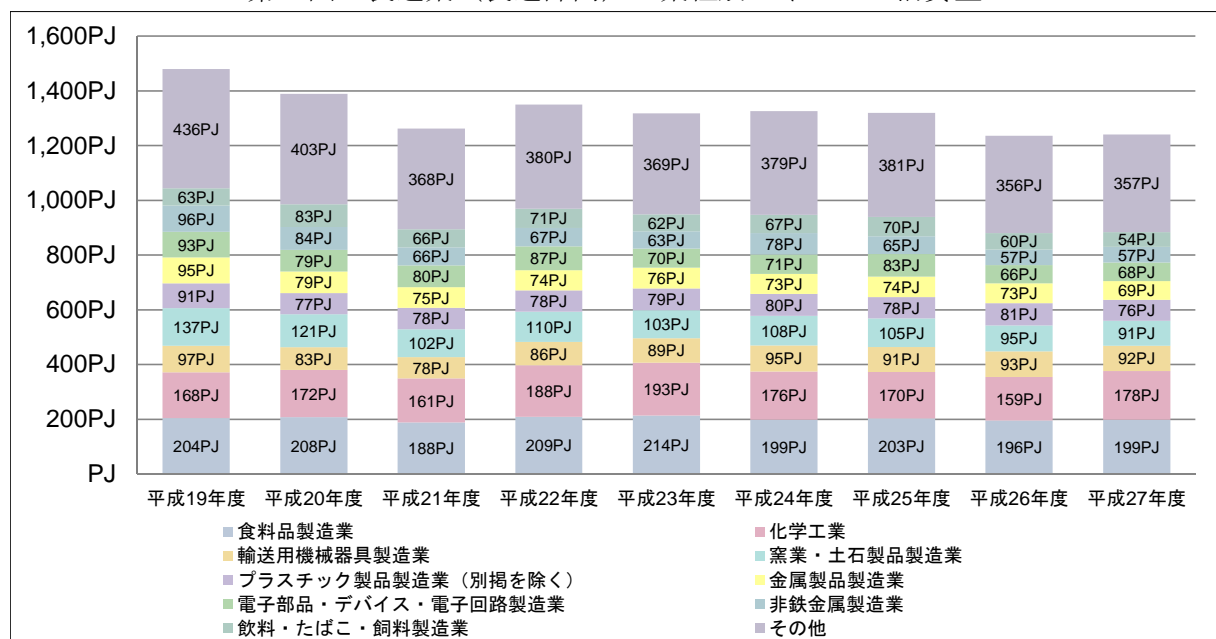 1,600PJ
1,400PJ
1,200PJ
1,000PJ
800PJ
600PJ
400PJ
200PJ
PJ
436PJ 403PJ 368PJ 380PJ 369PJ 379PJ 381PJ 356PJ 357PJ
63PJ 83PJ 66PJ 71PJ 62PJ 67PJ 70PJ 60PJ 54PJ
96PJ 84PJ 66PJ 67PJ 63PJ 78PJ 65PJ 57PJ 57PJ
93PJ 79PJ 80PJ 87PJ 70PJ 71PJ 83PJ 66PJ 68PJ
95PJ 79PJ 75PJ 74PJ 76PJ 73PJ 74PJ 73PJ 69PJ
91PJ 77PJ 78PJ 78PJ 79PJ 80PJ 78PJ 81PJ 76PJ
137PJ 121PJ 102PJ 110PJ 103PJ 108PJ 105PJ 95PJ 91PJ
97PJ 83PJ 78PJ 86PJ 89PJ 95PJ 91PJ 93PJ 92PJ
168PJ 172PJ 161PJ 188PJ 193PJ 176PJ 170PJ 159PJ 178PJ
204PJ 208PJ 188PJ 209PJ 214PJ 199PJ 203PJ 196PJ 199PJ
平成19年度 平成20年度 平成21年度 平成22年度 平成23年度 平成24年度 平成25年度 平成26年度 平成27年度
食料品製造業 化学工業
輸送用機械器具製造業 窯業・土石製品製造業
プラスチック製品製造業（別掲を除く） 金属製品製造業
電子部品・デバイス・電子回路製造業 非鉄金属製造業
飲料・たばこ・飼料製造業 その他